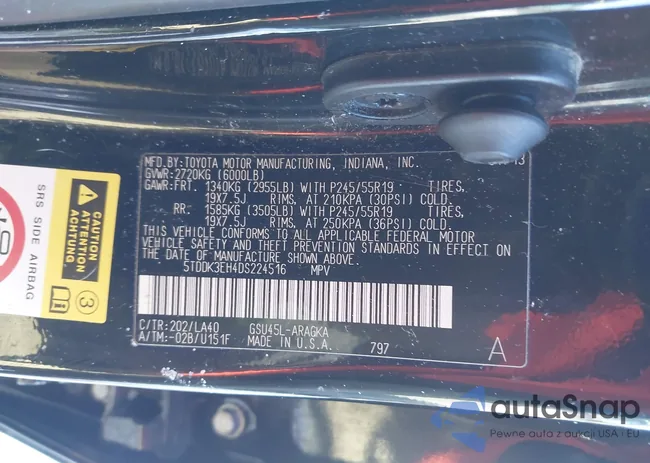 MFD.BY:TOYOTA MOTOR MANUFACTURING, INDIANA, INC. 13
GVWR:2720KG (6000LB)
GAWR:FRT. 1340KG (2955LB) WITH P245/55R19 TIRES,
19X7.5J RIMS, AT 210KPA (30PSI) COLD.
RR. 1585KG (3505LB) WITH P245/55R19 TIRES,
19X7.5J RIMS, AT 250KPA (36PSI) COLD.
THIS VEHICLE CONFORMS TO ALL APPLICABLE FEDERAL MOTOR
VEHICLE SAFETY AND THEFT PREVENTION STANDARDS IN EFFECT ON
THE DATE OF MANUFACTURE SHOWN ABOVE.
5TDDK3EH4DS224516 MPV
C/TR:202/LA40 GSU45L-ARAGKA
A/TM:-02B/U151F MADE IN U.S.A. 797 A
SRS SIDE AIRBAG
CAUTION
ACHTUNG
3
autaSnap
Pewne auta z aukcji USA i EU